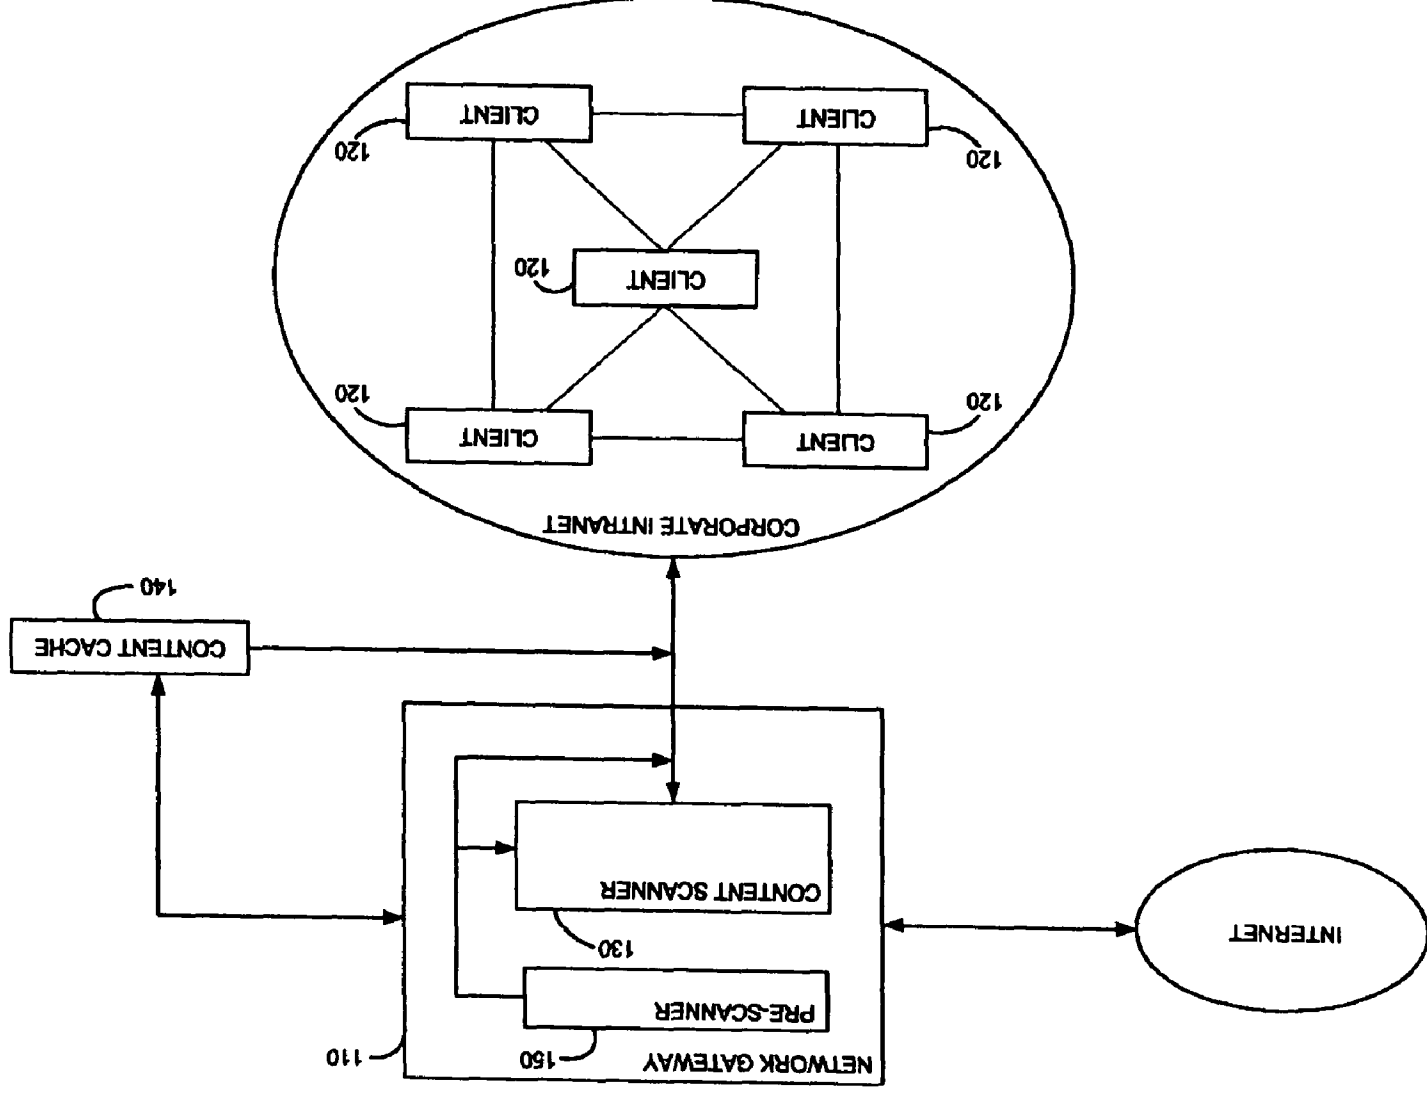 NETWORK GATEWAY
150
110
PRE-SCANNER
130
INTERNET
CONTENT SCANNER
CONTENT CACHE
140
CORPORATE INTRANET
CLIENT
120
CLIENT
120
CLIENT
120
CLIENT
120
CLIENT
120